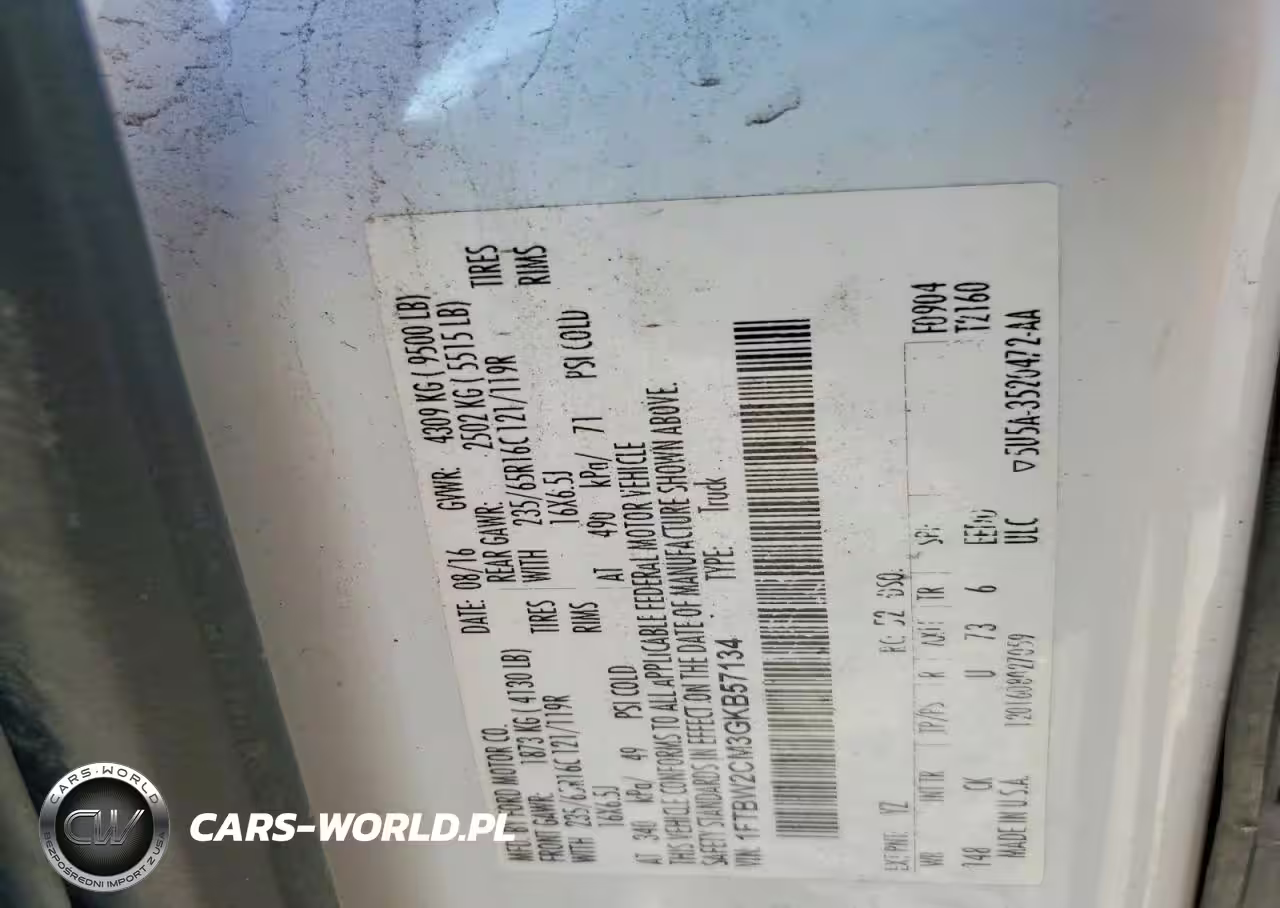 MFD. BY FORD MOTOR CO.
DATE: 08/16 GVWR: 4309 KG ( 9500 LB)
FRONT GAWR: 1873 KG ( 4130 LB)
REAR GAWR: 2502 KG ( 5515 LB)
WITH 235/65R16C 121/119R TIRES
WITH 235/65R16C 121/119R TIRES
16X6.5J RIMS
16X6.5J RIMS
AT 340 kPa/ 49 PSI COLD
AT 490 kPa/ 71 PSI COLD
THIS VEHICLE CONFORMS TO ALL APPLICABLE FEDERAL MOTOR VEHICLE
SAFETY STANDARDS IN EFFECT ON THE DATE OF MANUFACTURE SHOWN ABOVE.
VIN: 1FTBW2CM3GKB57134 TYPE: Truck
EXT PNT: YZ RC: 52 DSO:
F0904
WB INT TR TP/PS R AXLE TR SPR
T2160
148 CK U 73 6
MADE IN U.S.A.
ULC
▽5U5A-3520472-AA
CARS-WORLD
CW
BEZPOŚREDNI IMPORT Z USA
CARS-WORLD.PL